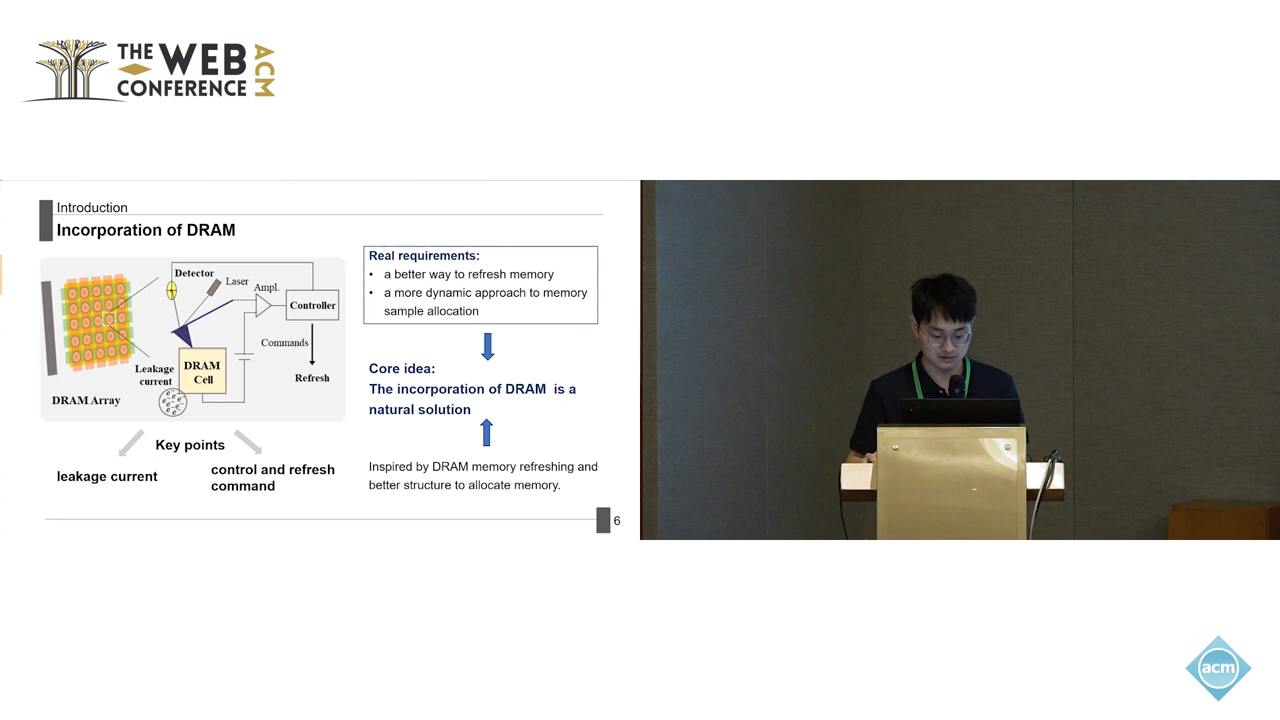 THE WEB
CONFERENCE
ACM
Introduction
Incorporation of DRAM
Detector
Laser
Ampl.
Controller
Commands
Leakage
current
DRAM
Cell
Refresh
DRAM Array
Key points
leakage current
control and refresh
command
Real requirements:
• a better way to refresh memory
• a more dynamic approach to memory
sample allocation
Core idea:
The incorporation of DRAM is a
natural solution
Inspired by DRAM memory refreshing and
better structure to allocate memory.
6
acm